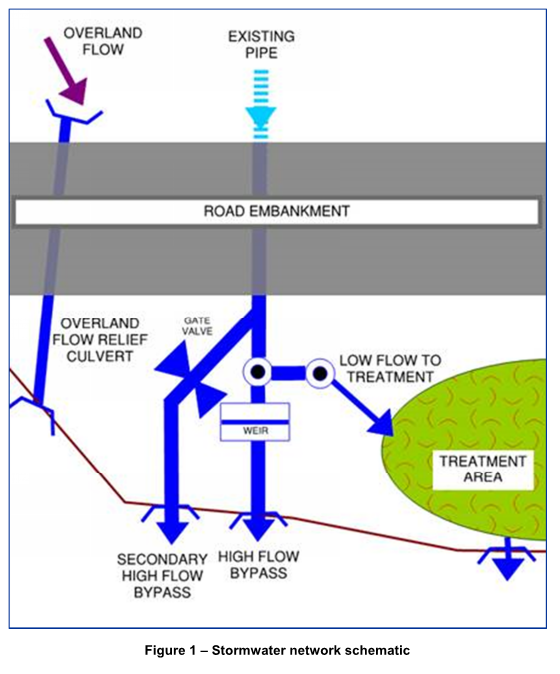 OVERLAND
FLOW
EXISTING
PIPE
ROAD EMBANKMENT
OVERLAND
FLOW RELIEF
CULVERT
GATE
VALVE
LOW FLOW TO
TREATMENT
WEIR
TREATMENT
AREA
SECONDARY
HIGH FLOW
BYPASS
HIGH FLOW
BYPASS
Figure 1 – Stormwater network schematic